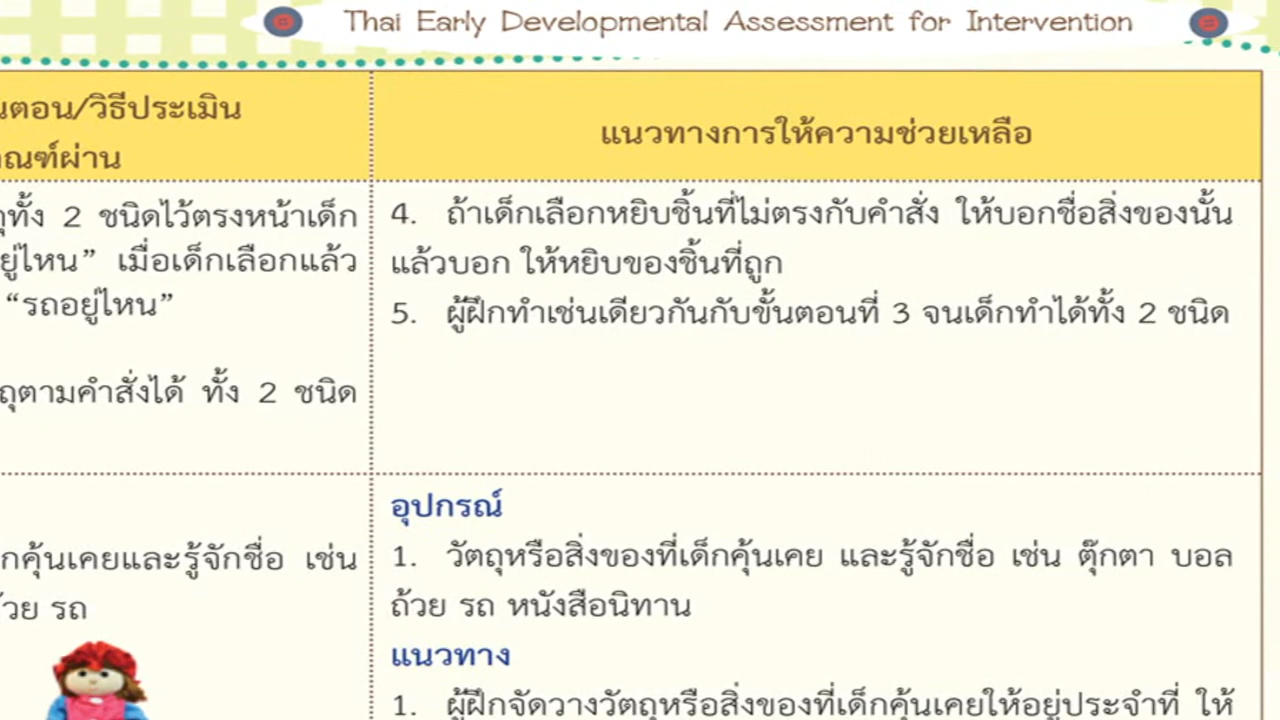 Thai Early Developmental Assessment for Intervention
นตอน/วิธีประเมิน
ณฑ์ผ่าน
แนวทางการให้ความช่วยเหลือ
ทั้ง 2 ชนิดไว้ตรงหน้าเด็ก
ยู่ไหน” เมื่อเด็กเลือกแล้ว
“รถอยู่ไหน”
ถุตามคำสั่งได้ ทั้ง 2 ชนิด
4. ถ้าเด็กเลือกหยิบชิ้นที่ไม่ตรงกับคำสั่ง ให้บอกชื่อสิ่งของนั้น
แล้วบอก ให้หยิบของชิ้นที่ถูก
5. ผู้ฝึกทำเช่นเดียวกันกับขั้นตอนที่ 3 จนเด็กทำได้ทั้ง 2 ชนิด
กคุ้นเคยและรู้จักชื่อ เช่น
้วย รถ
อุปกรณ์
1. วัตถุหรือสิ่งของที่เด็กคุ้นเคย และรู้จักชื่อ เช่น ตุ๊กตา บอล
ถ้วย รถ หนังสือนิทาน
แนวทาง
1. ผู้ฝึกจัดวางวัตถุหรือสิ่งของที่เด็กคุ้นเคยให้อยู่ประจำที่ ให้